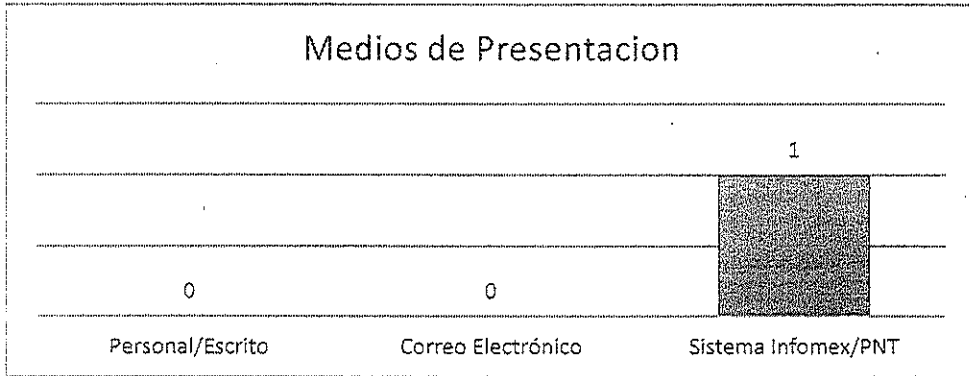 Medios de Presentacion
1
0 0
Personal/Escrito Correo Electrónico Sistema Infomex/PNT